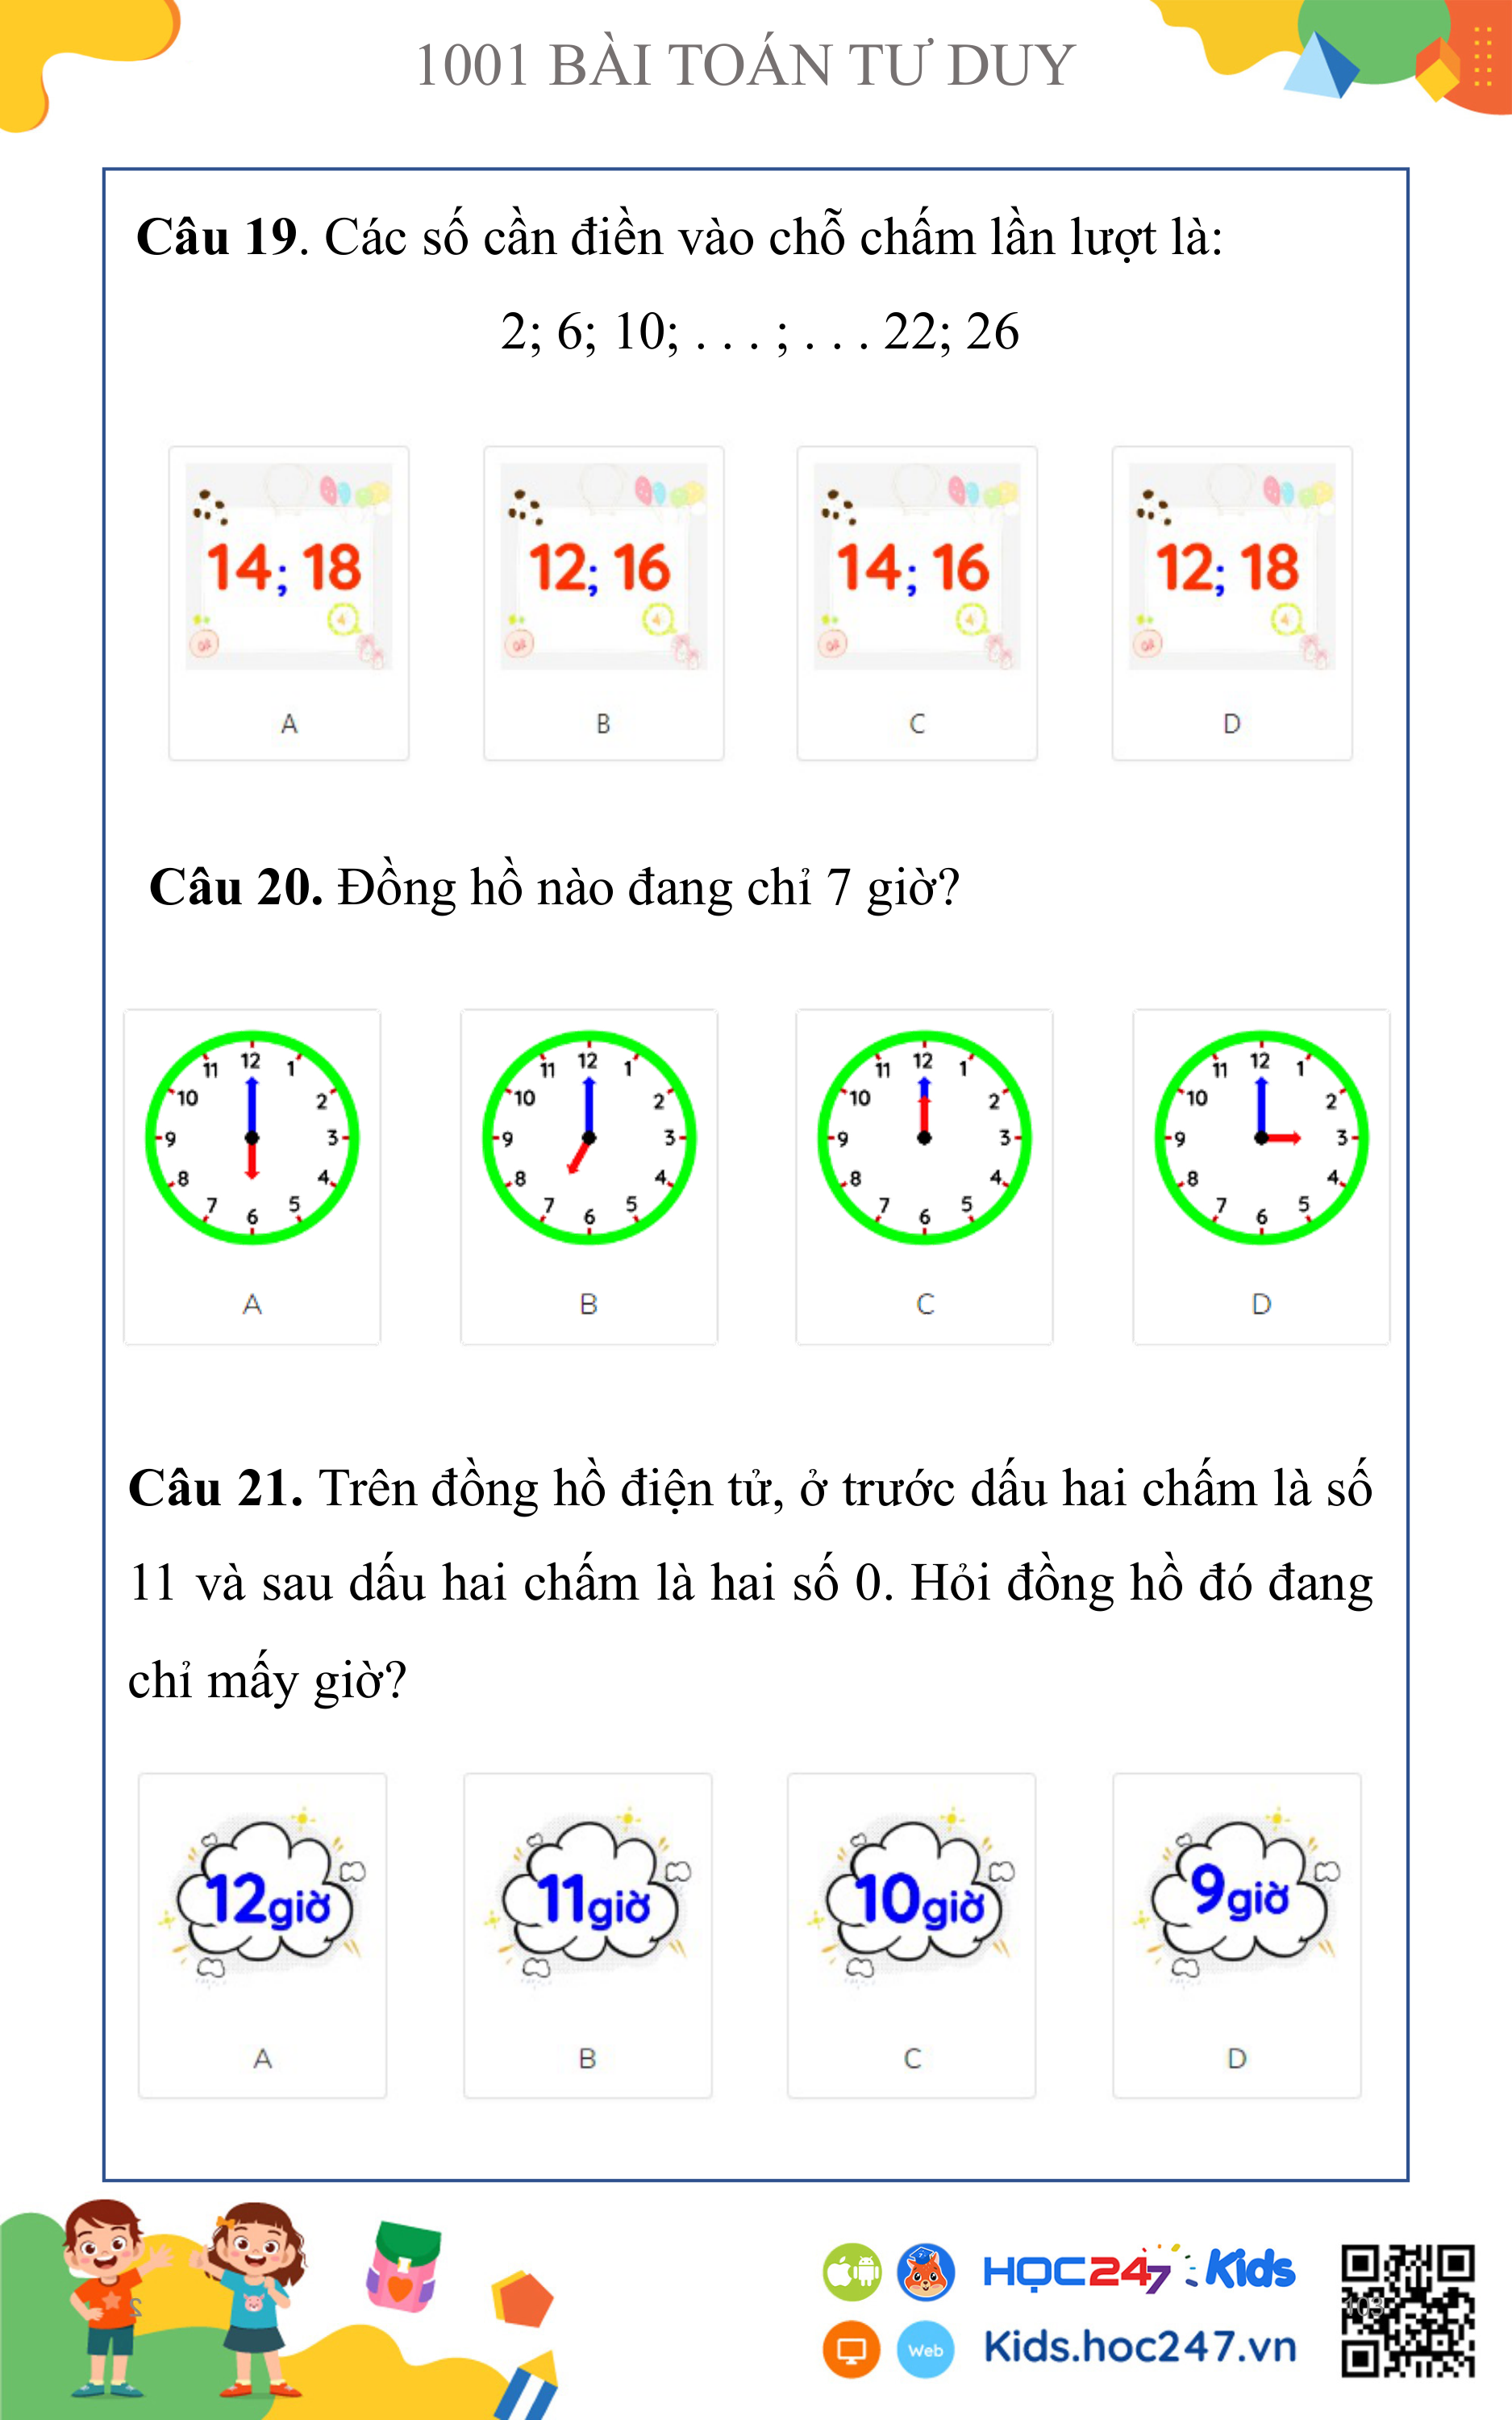 1001 BÀI TOÁN TƯ DUY
Câu 19. Các số cần điền vào chỗ chấm lần lượt là:
2; 6; 10; . . . ; . . . 22; 26
14; 18
12; 16
14; 16
12; 18
A
B
C
D
Câu 20. Đồng hồ nào đang chỉ 7 giờ?
12 1 2 3 4 5 6 7 8 9 10 11
12 1 2 3 4 5 6 7 8 9 10 11
12 1 2 3 4 5 6 7 8 9 10 11
12 1 2 3 4 5 6 7 8 9 10 11
A
B
C
D
Câu 21. Trên đồng hồ điện tử, ở trước dấu hai chấm là số
11 và sau dấu hai chấm là hai số 0. Hỏi đồng hồ đó đang
chỉ mấy giờ?
12giờ
11giờ
10giờ
9giờ
A
B
C
D
2
HỌC247 Kids
103
Web
Kids.hoc247.vn